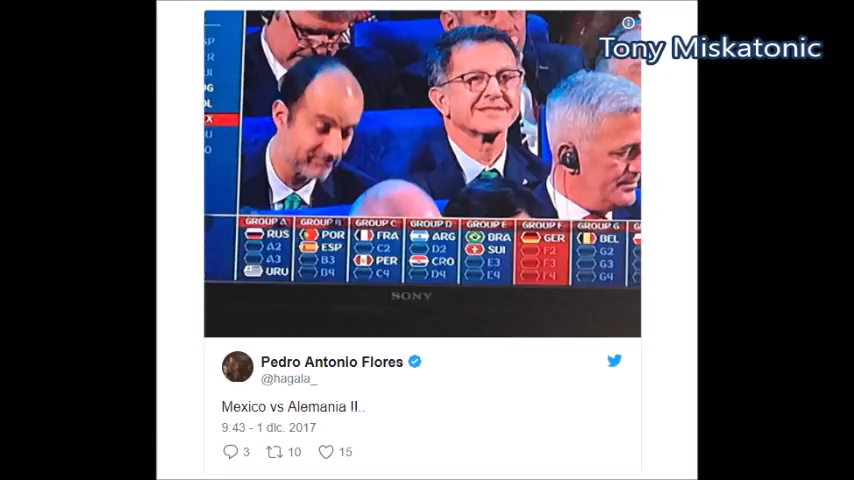 Tony Miskatonic
SP
X
GROUP A GROUP B GROUP C GROUP D GROUP E GROUP F GROUP G
RUS POR FRA ARG BRA GER BEL
A2 ESP C2 D2 SUI F2 G2
A3 B3 PER CRO E3 F3 G3
URU B4 C4 D4 E4 F4 G4
SONY
Pedro Antonio Flores
@hagala_
Mexico vs Alemania II..
9:43 - 1 dic. 2017
3 10 15